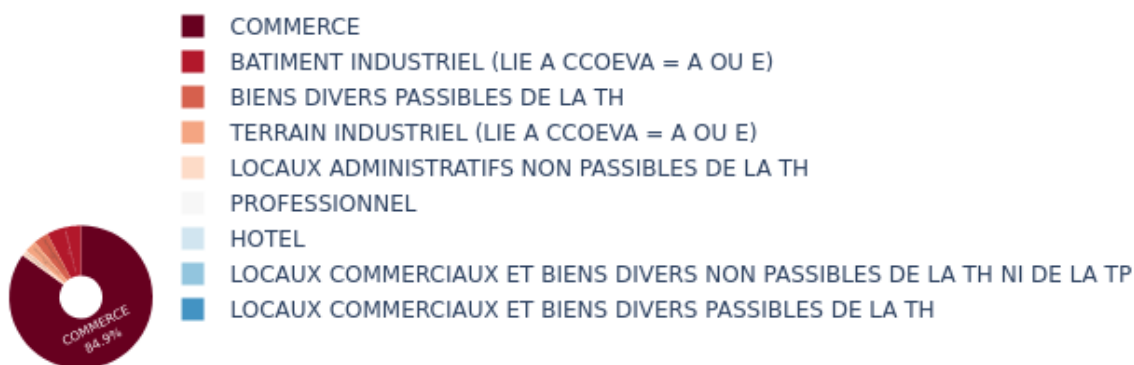 COMMERCE
BATIMENT INDUSTRIEL (LIE A CCOEVA = A OU E)
BIENS DIVERS PASSIBLES DE LA TH
TERRAIN INDUSTRIEL (LIE A CCOEVA = A OU E)
LOCAUX ADMINISTRATIFS NON PASSIBLES DE LA TH
PROFESSIONNEL
HOTEL
LOCAUX COMMERCIAUX ET BIENS DIVERS NON PASSIBLES DE LA TH NI DE LA TP
LOCAUX COMMERCIAUX ET BIENS DIVERS PASSIBLES DE LA TH
COMMERCE
84.9%